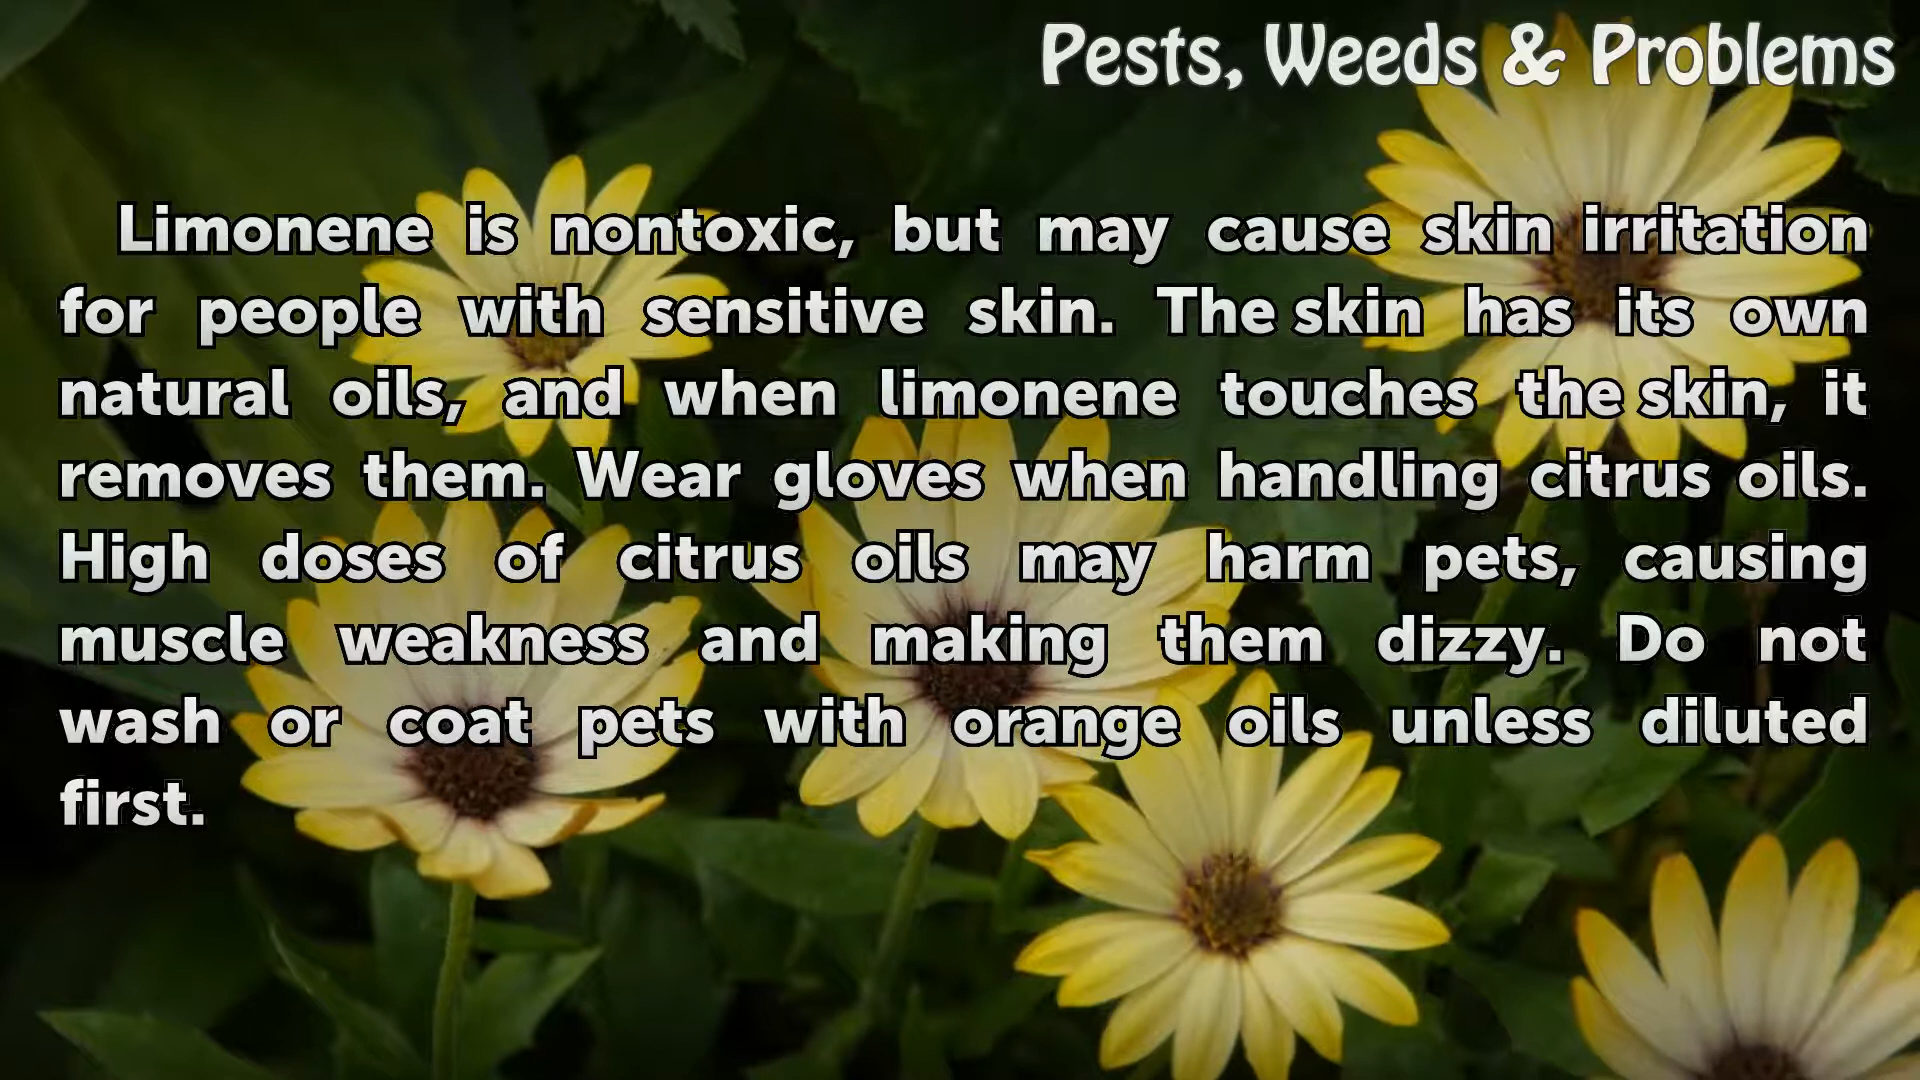 Pests, Weeds & Problems
Limonene is nontoxic, but may cause skin irritation
for people with sensitive skin. The skin has its own
natural oils, and when limonene touches the skin, it
removes them. Wear gloves when handling citrus oils.
High doses of citrus oils may harm pets, causing
muscle weakness and making them dizzy. Do not
wash or coat pets with orange oils unless diluted
first.